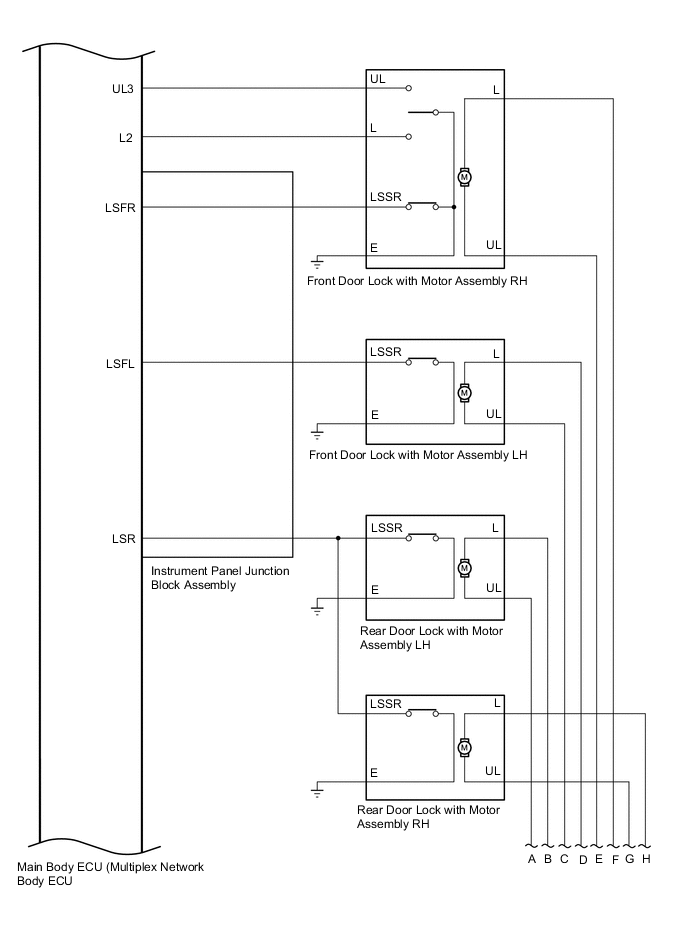 UL3
UL
L
L2
L
LSFR
LSSR
M
E
UL
Front Door Lock with Motor Assembly RH
LSFL
LSSR
L
M
E
UL
Front Door Lock with Motor Assembly LH
LSR
LSSR
L
M
E
UL
Instrument Panel Junction
Block Assembly
Rear Door Lock with Motor
Assembly LH
LSSR
L
M
E
UL
Rear Door Lock with Motor
Assembly RH
A B C D E F G H
Main Body ECU (Multiplex Network
Body ECU